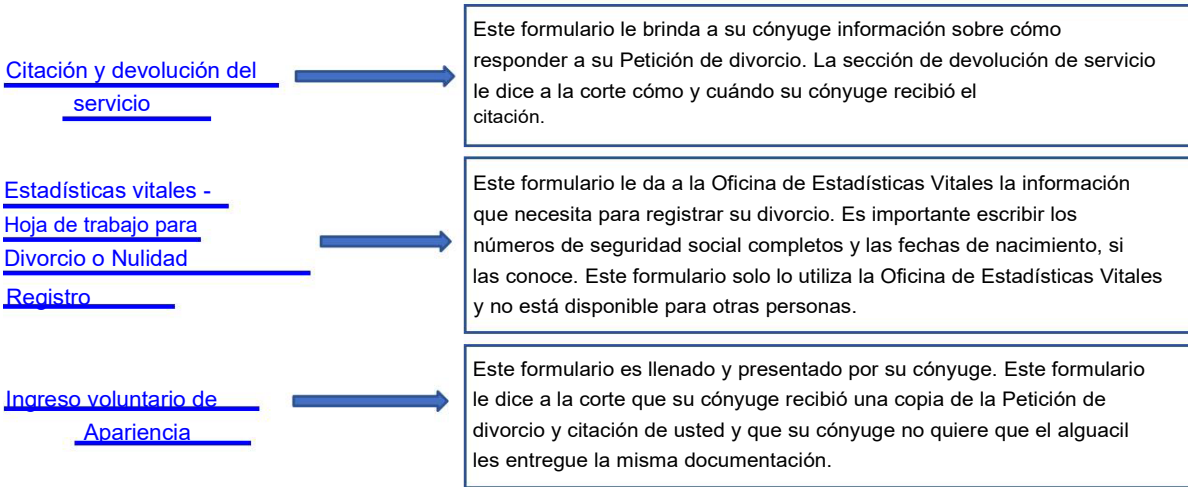 Citación y devolución del
servicio
Este formulario le brinda a su cónyuge información sobre cómo
responder a su Petición de divorcio. La sección de devolución de servicio
le dice a la corte cómo y cuándo su cónyuge recibió el
citación.
Estadísticas vitales -
Hoja de trabajo para
Divorcio o Nulidad
Registro
Este formulario le da a la Oficina de Estadísticas Vitales la información
que necesita para registrar su divorcio. Es importante escribir los
números de seguridad social completos y las fechas de nacimiento, si
las conoce. Este formulario solo lo utiliza la Oficina de Estadísticas Vitales
y no está disponible para otras personas.
Ingreso voluntario de
Apariencia
Este formulario es llenado y presentado por su cónyuge. Este formulario
le dice a la corte que su cónyuge recibió una copia de la Petición de
divorcio y citación de usted y que su cónyuge no quiere que el alguacil
les entregue la misma documentación.